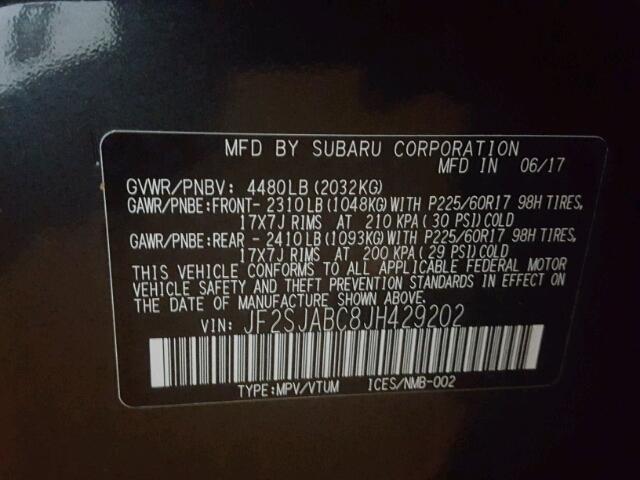 MFD BY SUBARU CORPORATION
MFD IN 06/17
GVWR/PNBV: 4480LB(2032KG)
GAWR/PNBE:FRONT- 2310LB(1048KG)WITH P225/60R17 98H TIRES,
17X7J RIMS AT 210 KPA(30 PSI)COLD
GAWR/PNBE:REAR - 2410LB(1093KG)WITH P225/60R17 98H TIRES,
17X7J RIMS AT 200 KPA(29 PSI)COLD
THIS VEHICLE CONFORMS TO ALL APPLICABLE FEDERAL MOTOR
VEHICLE SAFETY AND THEFT PREVENTION STANDARDS IN EFFECT
ON THE DATE OF MANUFACTURE SHOWN ABOVE.
VIN: JF2SJABC8JH429202
TYPE:MPV/VTUM ICES/NMB-002